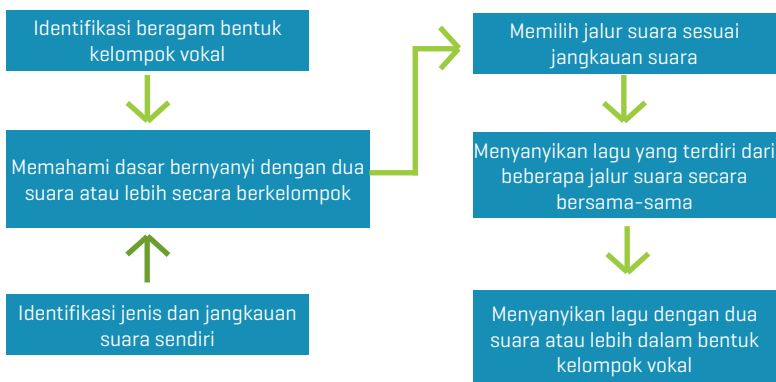 Identifikasi beragam bentuk
kelompok vokal
Memahami dasar bernyanyi dengan dua
suara atau lebih secara berkelompok
Identifikasi jenis dan jangkauan
suara sendiri
Memilih jalur suara sesuai
jangkauan suara
Menyanyikan lagu yang terdiri dari
beberapa jalur suara secara
bersama-sama
Menyanyikan lagu dengan dua
suara atau lebih dalam bentuk
kelompok vokal